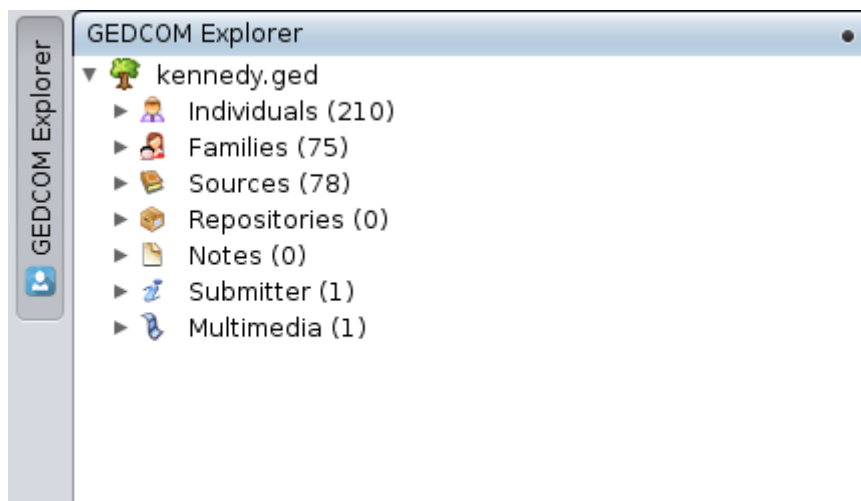 GEDCOM Explorer
GEDCOM Explorer
kennedy.ged
Individuals (210)
Families (75)
Sources (78)
Repositories (0)
Notes (0)
Submitter (1)
Multimedia (1)